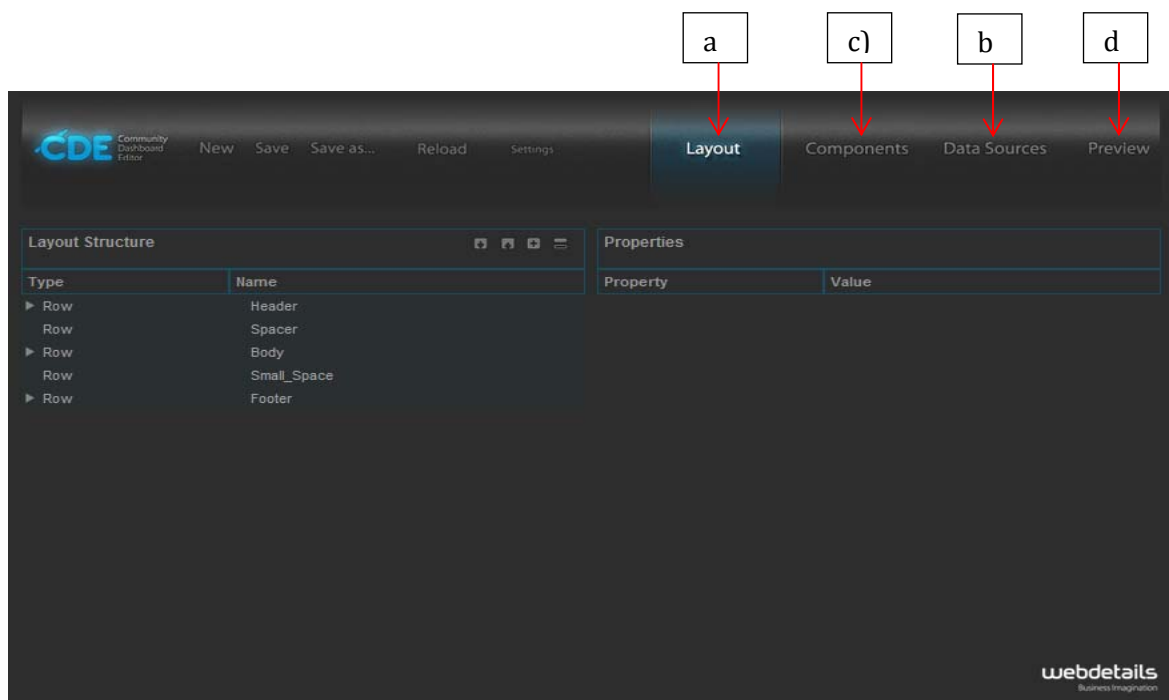 a c) b d
CDE Community
Dashboard
Editor
New Save Save as... Reload Settings Layout Components Data Sources Preview
Layout Structure Properties
Type Name Property Value
Row Header
Row Spacer
Row Body
Row Small_Space
Row Footer
webdetails
Business Imagination